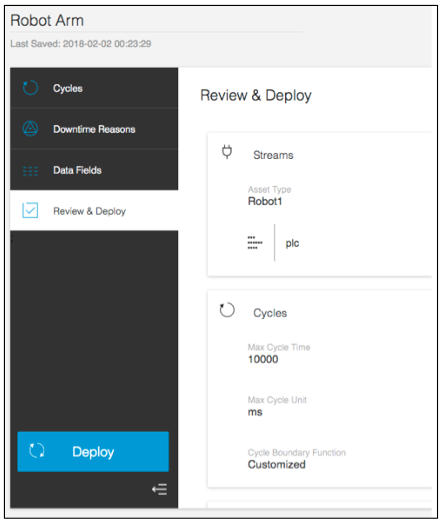 Robot Arm
Last Saved: 2018-02-02 00:23:29
Cycles
Downtime Reasons
Data Fields
Review & Deploy
Deploy
Review & Deploy
Streams
Asset Type
Robot1
plc
Cycles
Max Cycle Time
10000
Max Cycle Unit
ms
Cycle Boundary Function
Customized